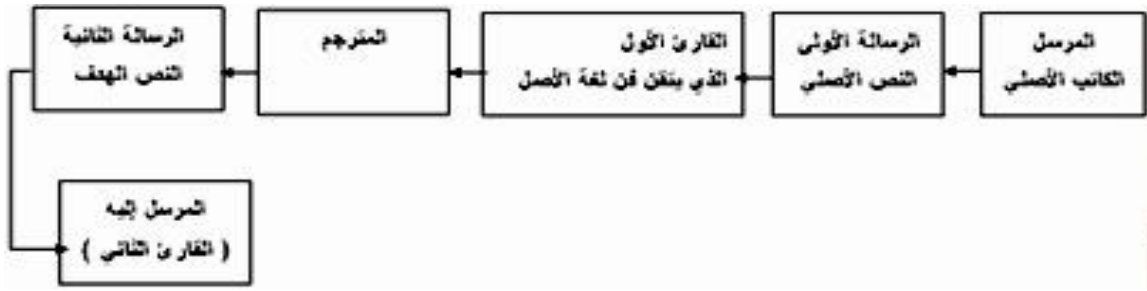 المرسل
الكاتب الأصلي
الرسالة الأولى
النص الأصلي
القارئ الأول
الذي يتقن فن لغة الأصل
المترجم
الرسالة الثانية
النص الهدف
المرسل إليه
( القارئ الثاني )